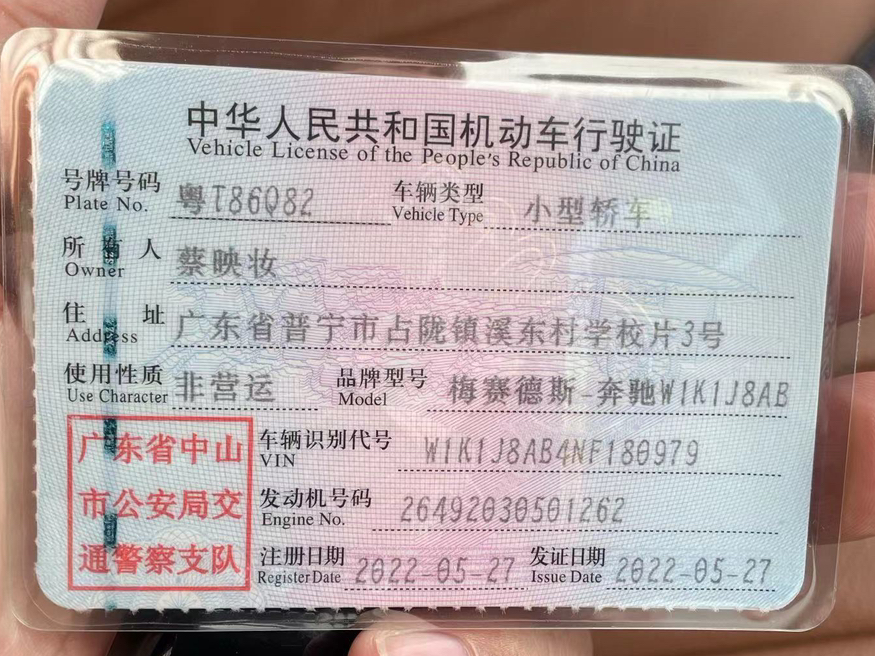 中华人民共和国机动车行驶证
Vehicle License of the People's Republic of China
号牌号码 粤T86Q82 车辆类型 小型轿车
Plate No. Vehicle Type
所有人 蔡映妆
Owner
住址 广东省普宁市占陇镇溪东村学校片3号
Address
使用性质 非营运 品牌型号 梅赛德斯-奔驰W1K1J8AB
Use Character Model
广东省中山 车辆识别代号 W1K1J8AB4NF180979
VIN
市公安局交 发动机号码 26492030501262
Engine No.
通警察支队 注册日期 2022-05-27 发证日期 2022-05-27
Register Date Issue Date